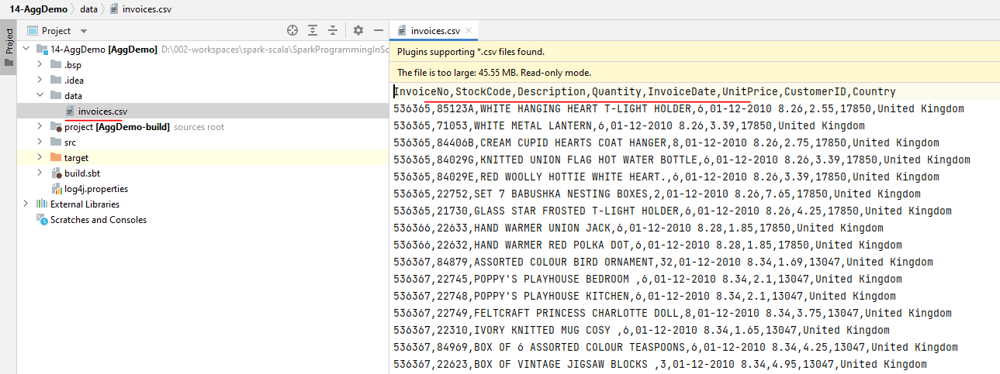 14-AggDemo > data > invoices.csv
Project
Project
14-AggDemo [AggDemo] D:\002-workspaces\spark-scala\SparkProgrammingInSc
.bsp
.idea
data
invoices.csv
project [AggDemo-build] sources root
src
target
build.sbt
log4j.properties
External Libraries
Scratches and Consoles
invoices.csv
Plugins supporting *.csv files found.
The file is too large: 45.55 MB. Read-only mode.
InvoiceNo,StockCode,Description,Quantity,InvoiceDate,UnitPrice,CustomerID,Country
536365,85123A,WHITE HANGING HEART T-LIGHT HOLDER,6,01-12-2010 8.26,2.55,17850,United Kingdom
536365,71053,WHITE METAL LANTERN,6,01-12-2010 8.26,3.39,17850,United Kingdom
536365,84406B,CREAM CUPID HEARTS COAT HANGER,8,01-12-2010 8.26,2.75,17850,United Kingdom
536365,84029G,KNITTED UNION FLAG HOT WATER BOTTLE,6,01-12-2010 8.26,3.39,17850,United Kingdom
536365,84029E,RED WOOLLY HOTTIE WHITE HEART.,6,01-12-2010 8.26,3.39,17850,United Kingdom
536365,22752,SET 7 BABUSHKA NESTING BOXES,2,01-12-2010 8.26,7.65,17850,United Kingdom
536365,21730,GLASS STAR FROSTED T-LIGHT HOLDER,6,01-12-2010 8.26,4.25,17850,United Kingdom
536366,22633,HAND WARMER UNION JACK,6,01-12-2010 8.28,1.85,17850,United Kingdom
536366,22632,HAND WARMER RED POLKA DOT,6,01-12-2010 8.28,1.85,17850,United Kingdom
536367,84879,ASSORTED COLOUR BIRD ORNAMENT,32,01-12-2010 8.34,1.69,13047,United Kingdom
536367,22745,POPPY'S PLAYHOUSE BEDROOM ,6,01-12-2010 8.34,2.1,13047,United Kingdom
536367,22748,POPPY'S PLAYHOUSE KITCHEN,6,01-12-2010 8.34,2.1,13047,United Kingdom
536367,22749,FELTCRAFT PRINCESS CHARLOTTE DOLL,8,01-12-2010 8.34,3.75,13047,United Kingdom
536367,22310,IVORY KNITTED MUG COSY ,6,01-12-2010 8.34,1.65,13047,United Kingdom
536367,84969,BOX OF 6 ASSORTED COLOUR TEASPOONS,6,01-12-2010 8.34,4.25,13047,United Kingdom
536367,22623,BOX OF VINTAGE JIGSAW BLOCKS ,3,01-12-2010 8.34,4.95,13047,United Kingdom